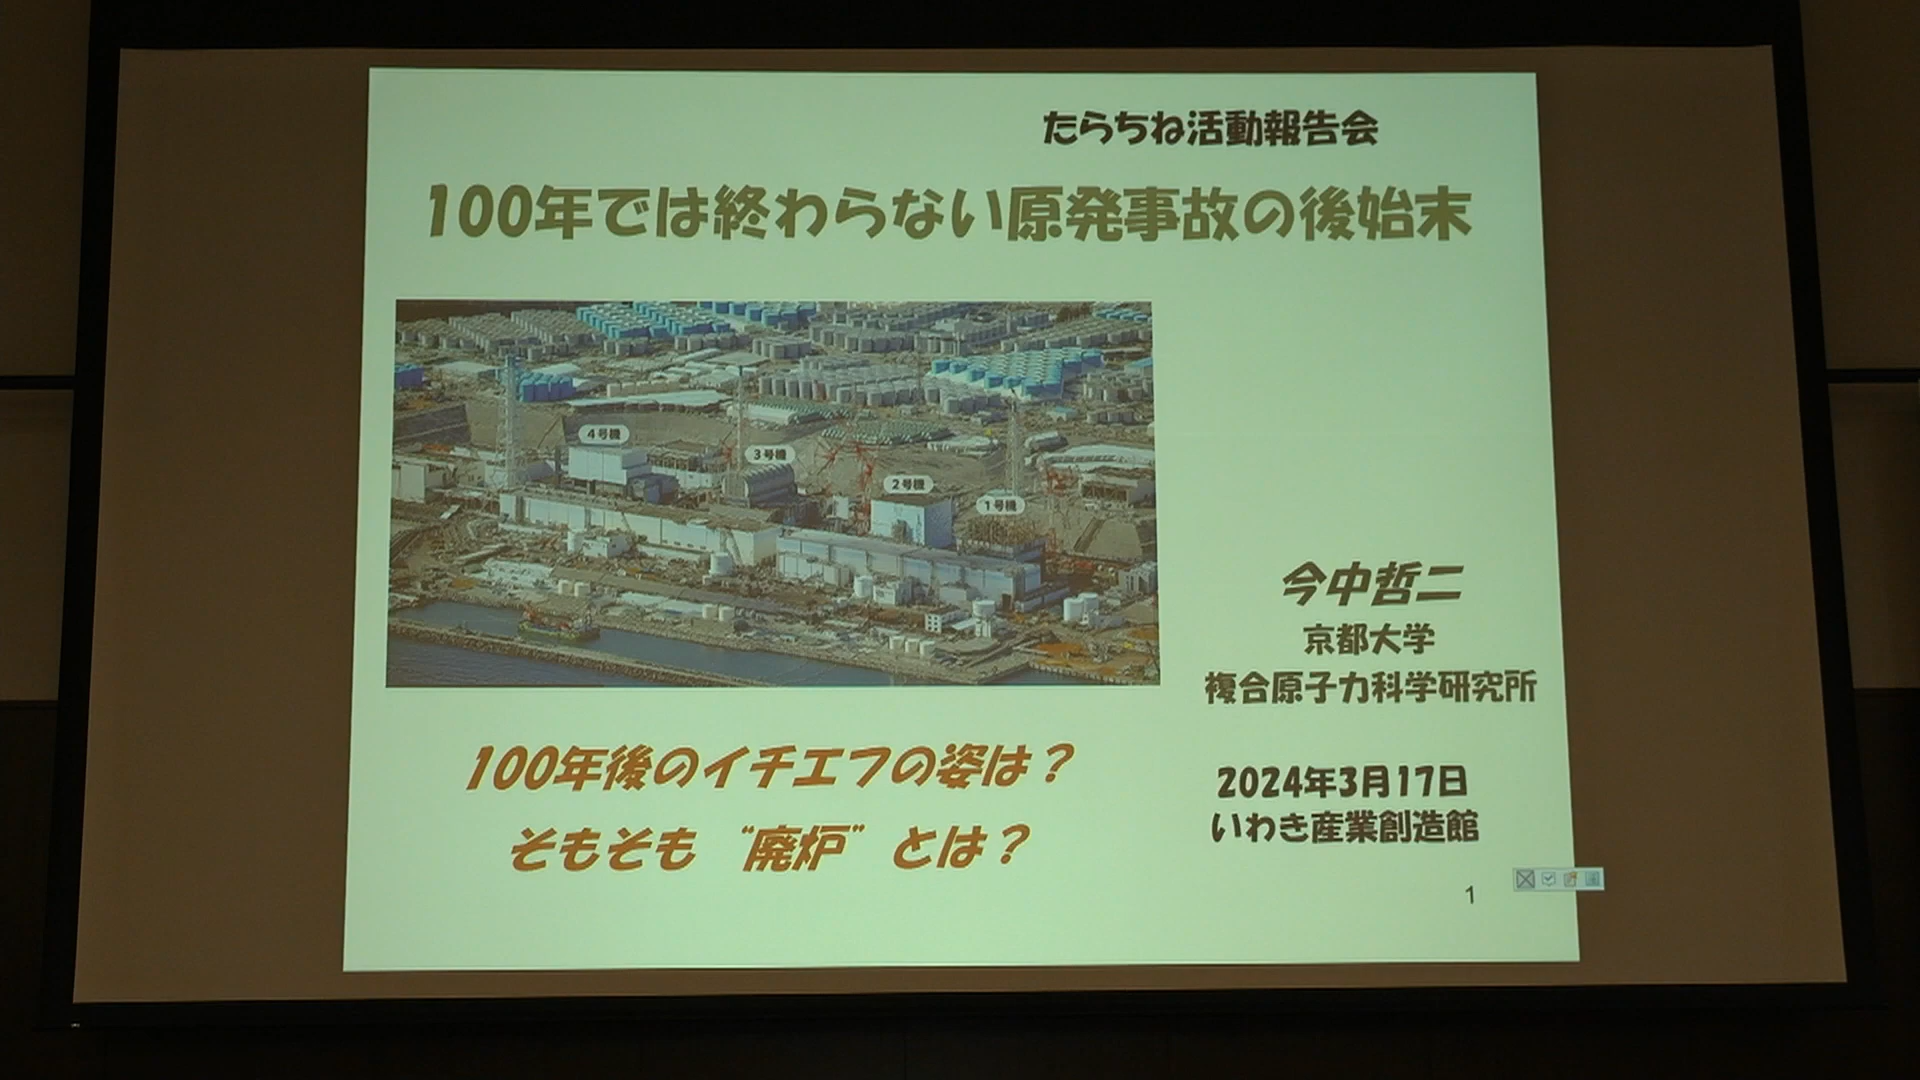 たらちね活動報告会
100年では終わらない原発事故の後始末
4号機
3号機
2号機
1号機
今中哲二
京都大学
複合原子力科学研究所
100年後のイチエフの姿は？
そもそも “廃炉” とは？
2024年3月17日
いわき産業創造館
1